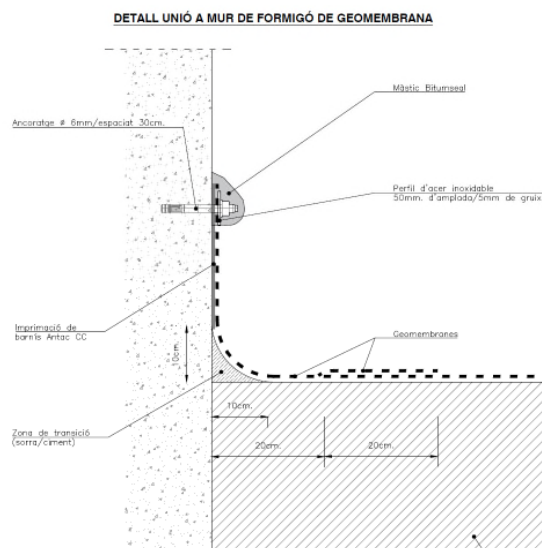 DETALL UNIÓ A MUR DE FORMIGÓ DE GEOMEMBRANA
Màstic Bitumseal
Ancoratge # 6mm/espaciat 30cm.
Perfil d'acer inoxidable
50mm. d'amplada/5mm de gruix
Imprimació de
barnís Antac CC
10cm.
Geomembranes
10cm.
Zona de transició
(sorra/ciment)
20cm.
20cm.